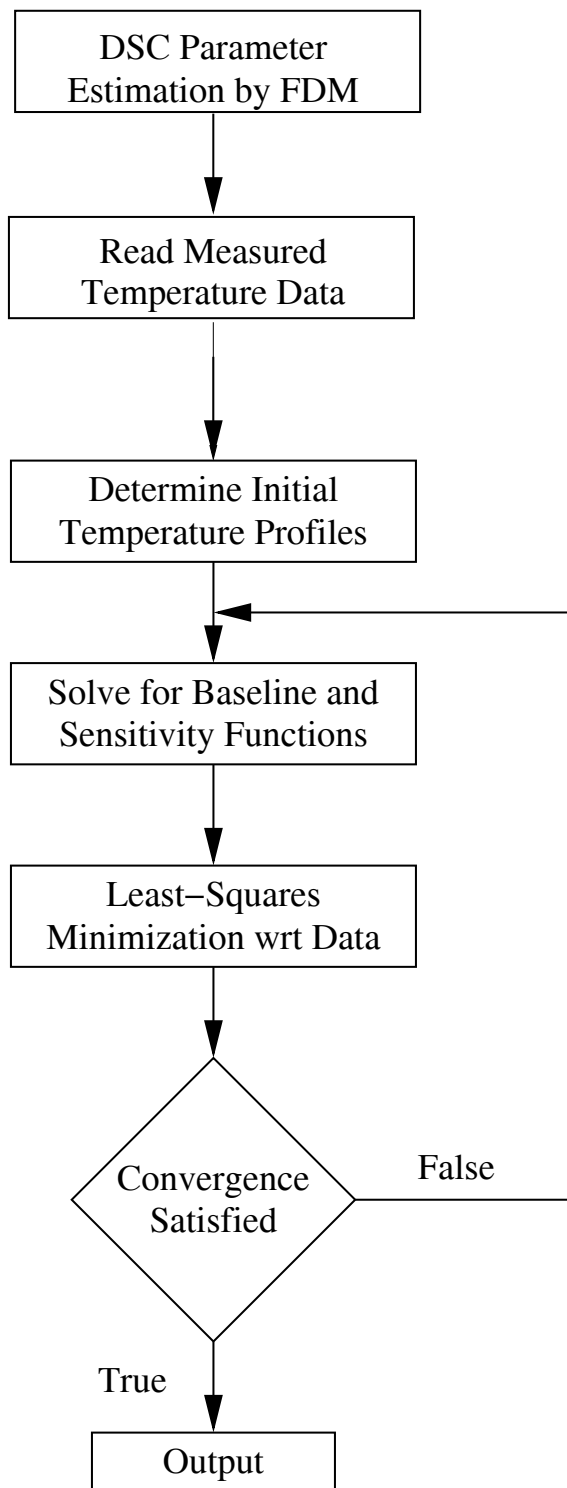 DSC Parameter
Estimation by FDM
Read Measured
Temperature Data
Determine Initial
Temperature Profiles
Solve for Baseline and
Sensitivity Functions
Least−Squares
Minimization wrt Data
Convergence
Satisfied
False
True
Output